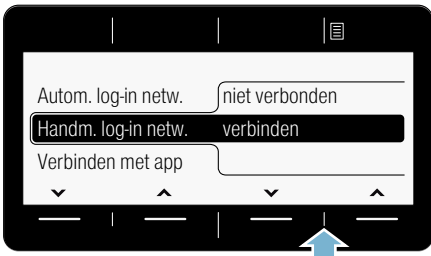 Autom. log-in netw. niet verbonden
Handm. log-in netw. verbinden
Verbinden met app